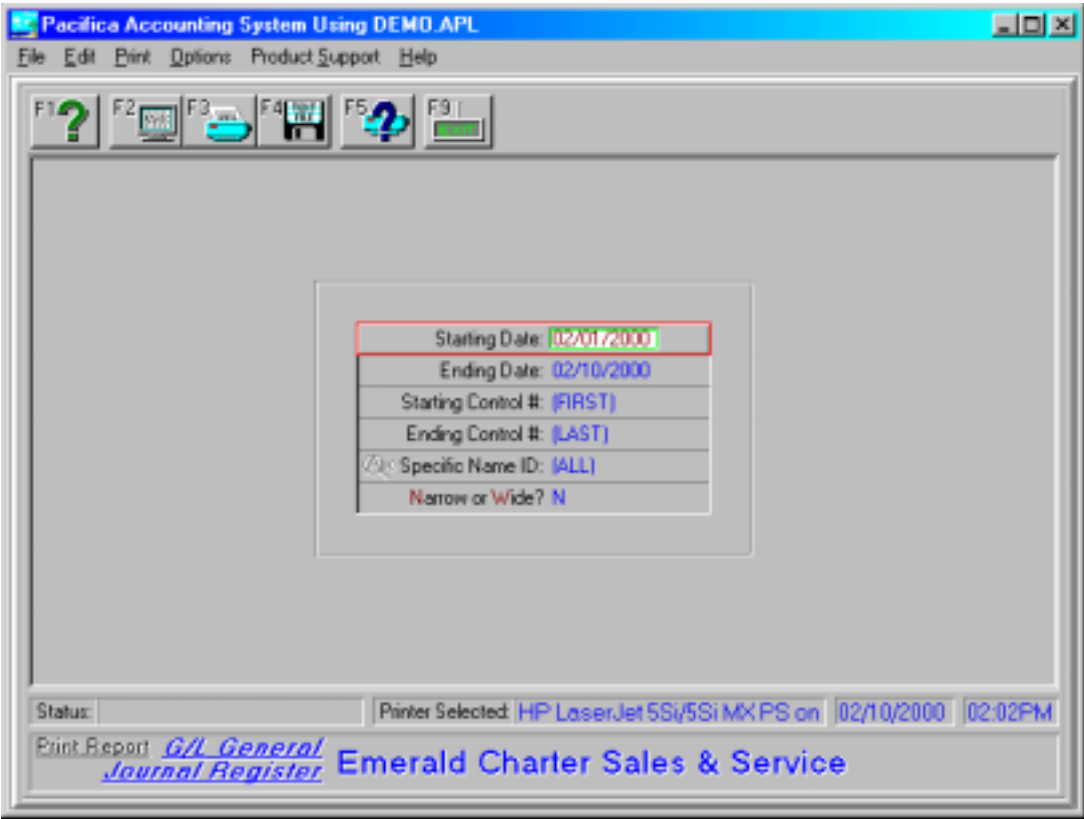 Pacifica Accounting System Using DEMO.APL
File Edit Print Options Product Support Help
F1 F2 F3 F4 F5 F9
EXIT
Starting Date: 02/01/2000
Ending Date: 02/10/2000
Starting Control #: (FIRST)
Ending Control #: (LAST)
Specific Name ID: (ALL)
Narrow or Wide? N
Status: Printer Selected: HP LaserJet 5Si/5Si MX PS on 02/10/2000 02:02PM
Print Report G/L General
Journal Register Emerald Charter Sales & Service